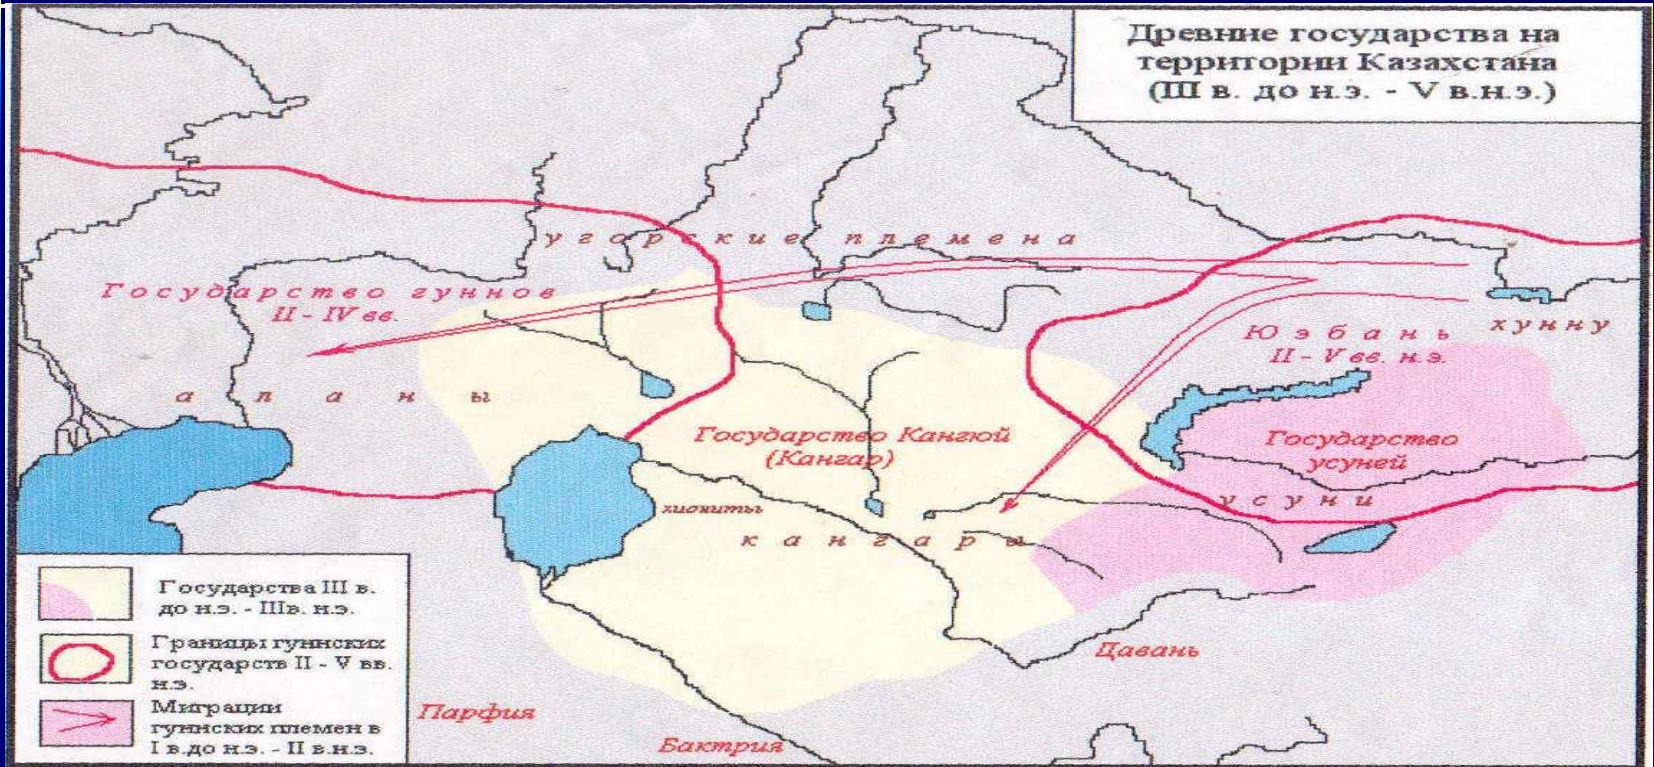 Древние государства на
территории Казахстана
(III в. до н.э. - V в.н.э.)
угорские племена
Государство гуннов
II - IV вв.
Юэбань
II - V вв. н.э.
хунну
аланы
Государство Кангюй
(Кангар)
Государство
усуней
усуни
хиониты
кангары
Давань
Парфия
Бактрия
Государства III в.
до н.э. - IIIв. н.э.
Границы гуннских
государств II - V вв.
н.э.
Миграции
гуннских племен в
I в.до н.э. - II в.н.э.